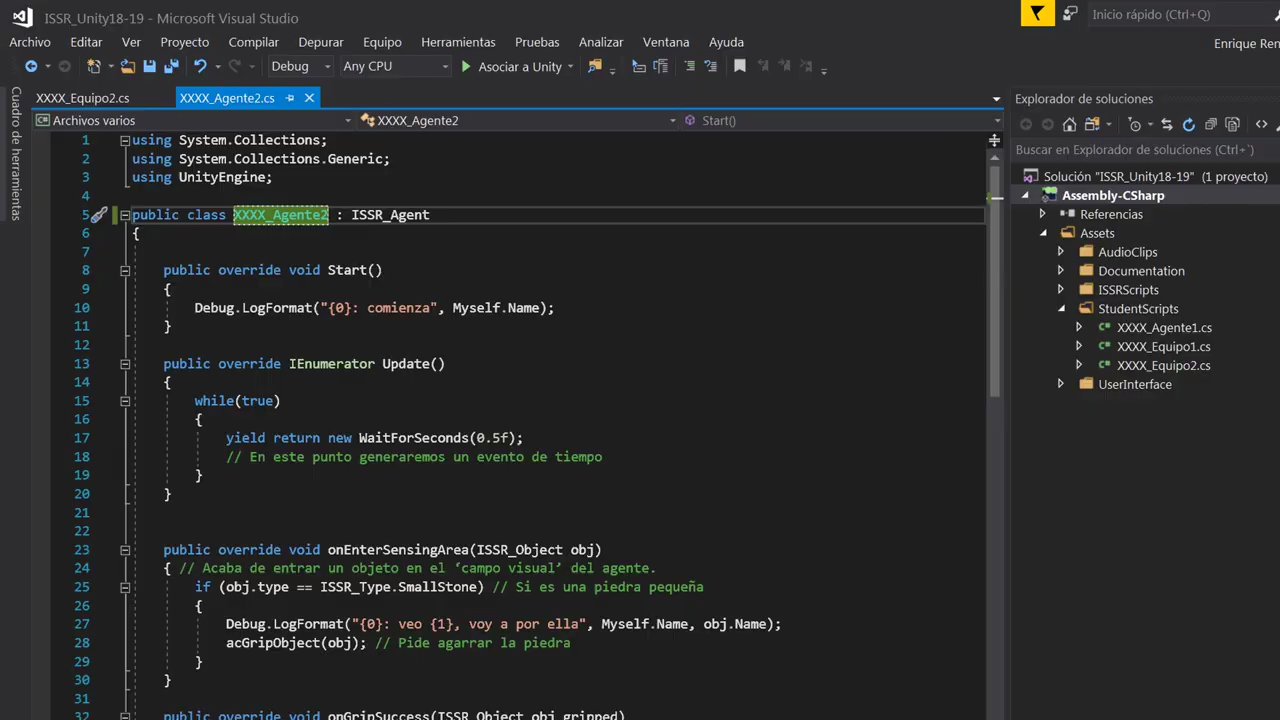 ISSR_Unity18-19 - Microsoft Visual Studio
Inicio rápido (Ctrl+Q)
Archivo Editar Ver Proyecto Compilar Depurar Equipo Herramientas Pruebas Analizar Ventana Ayuda
Enrique Ren
Debug Any CPU Asociar a Unity
XXXX_Equipo2.cs XXXX_Agente2.cs
Explorador de soluciones
Cuadro de herramientas
Archivos varios XXXX_Agente2 Start()
Buscar en Explorador de soluciones (Ctrl+`)
Solución "ISSR_Unity18-19" (1 proyecto)
Assembly-CSharp
Referencias
Assets
AudioClips
Documentation
ISSRScripts
StudentScripts
C# XXXX_Agente1.cs
C# XXXX_Equipo1.cs
C# XXXX_Equipo2.cs
UserInterface
1 using System.Collections;
2 using System.Collections.Generic;
3 using UnityEngine;
4
5 public class XXXX_Agente2 : ISSR_Agent
6 {
7
8 public override void Start()
9 {
10 Debug.LogFormat("{0}: comienza", Myself.Name);
11 }
12
13 public override IEnumerator Update()
14 {
15 while(true)
16 {
17 yield return new WaitForSeconds(0.5f);
18 // En este punto generaremos un evento de tiempo
19 }
20 }
21
22
23 public override void onEnterSensingArea(ISSR_Object obj)
24 { // Acaba de entrar un objeto en el ‘campo visual’ del agente.
25 if (obj.type == ISSR_Type.SmallStone) // Si es una piedra pequeña
26 {
27 Debug.LogFormat("{0}: veo {1}, voy a por ella", Myself.Name, obj.Name);
28 acGripObject(obj); // Pide agarrar la piedra
29 }
30 }
31
32 public override void onGripSuccess(ISSR_Object obj_gripped)